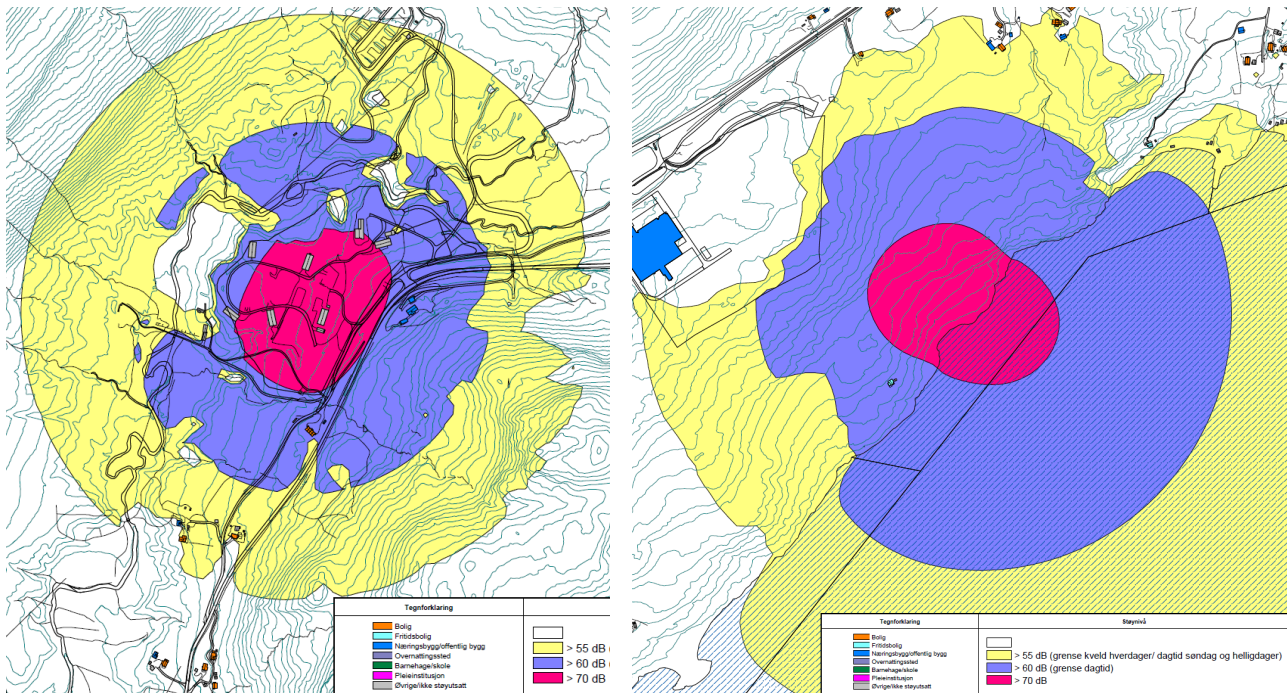 Tegnforklaring
Bolig
Fritidsbolig
Næringsbygg/offentlig bygg
Overnattingssted
Barnehage/skole
Pleieinstitusjon
Øvrige/ikke støyutsatt
> 55 dB (
> 60 dB (
> 70 dB
Tegnforklaring
Støynivå
Bolig
Fritidsbolig
Næringsbygg/offentlig bygg
Overnattingssted
Barnehage/skole
Pleieinstitusjon
Øvrige/ikke støyutsatt
> 55 dB (grense kveld hverdager/ dagtid søndag og helligdager)
> 60 dB (grense dagtid)
> 70 dB